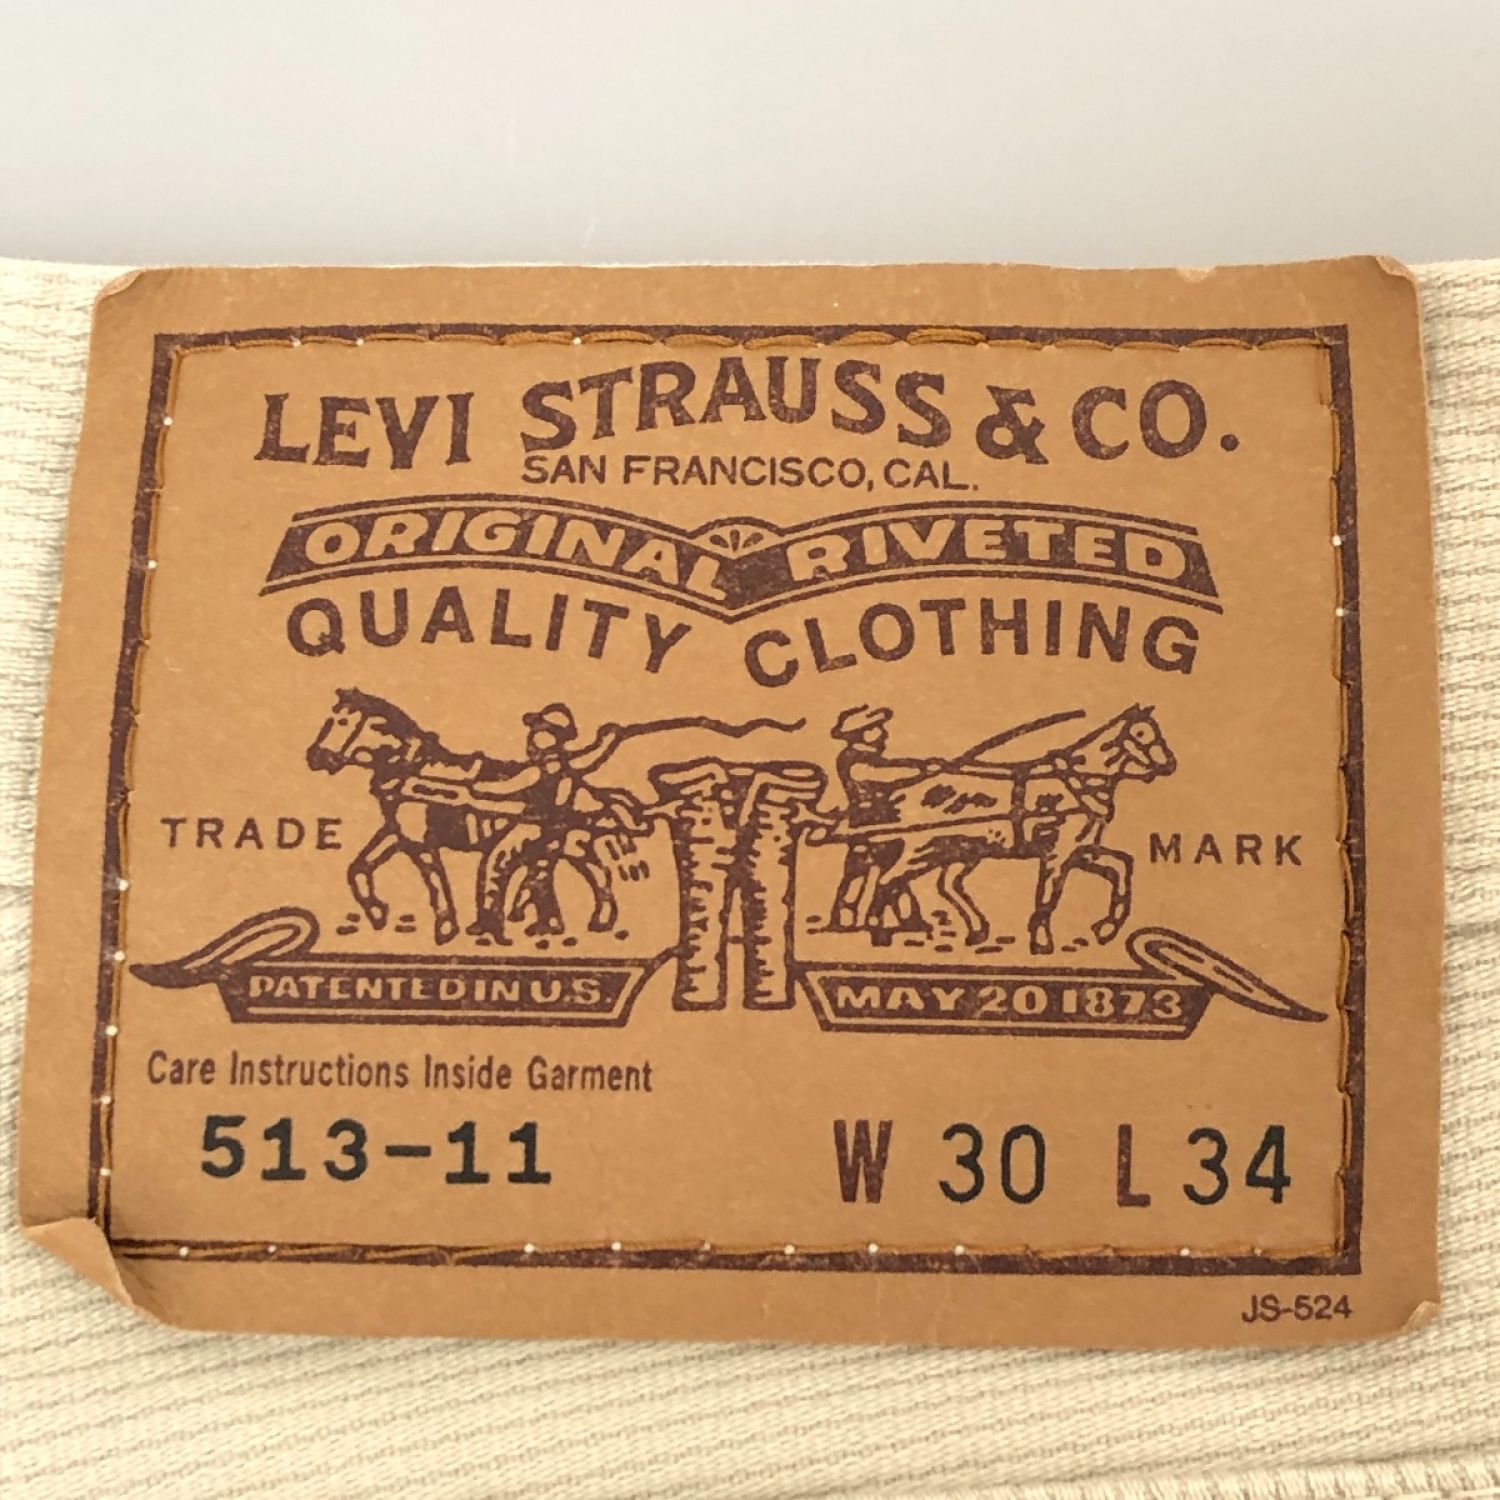 LEVI STRAUSS & CO.
SAN FRANCISCO, CAL.
ORIGINAL RIVETED
QUALITY CLOTHING
TRADE MARK
PATENTED IN U.S. MAY 20 1873
Care Instructions Inside Garment
513-11 W 30 L 34
JS-524